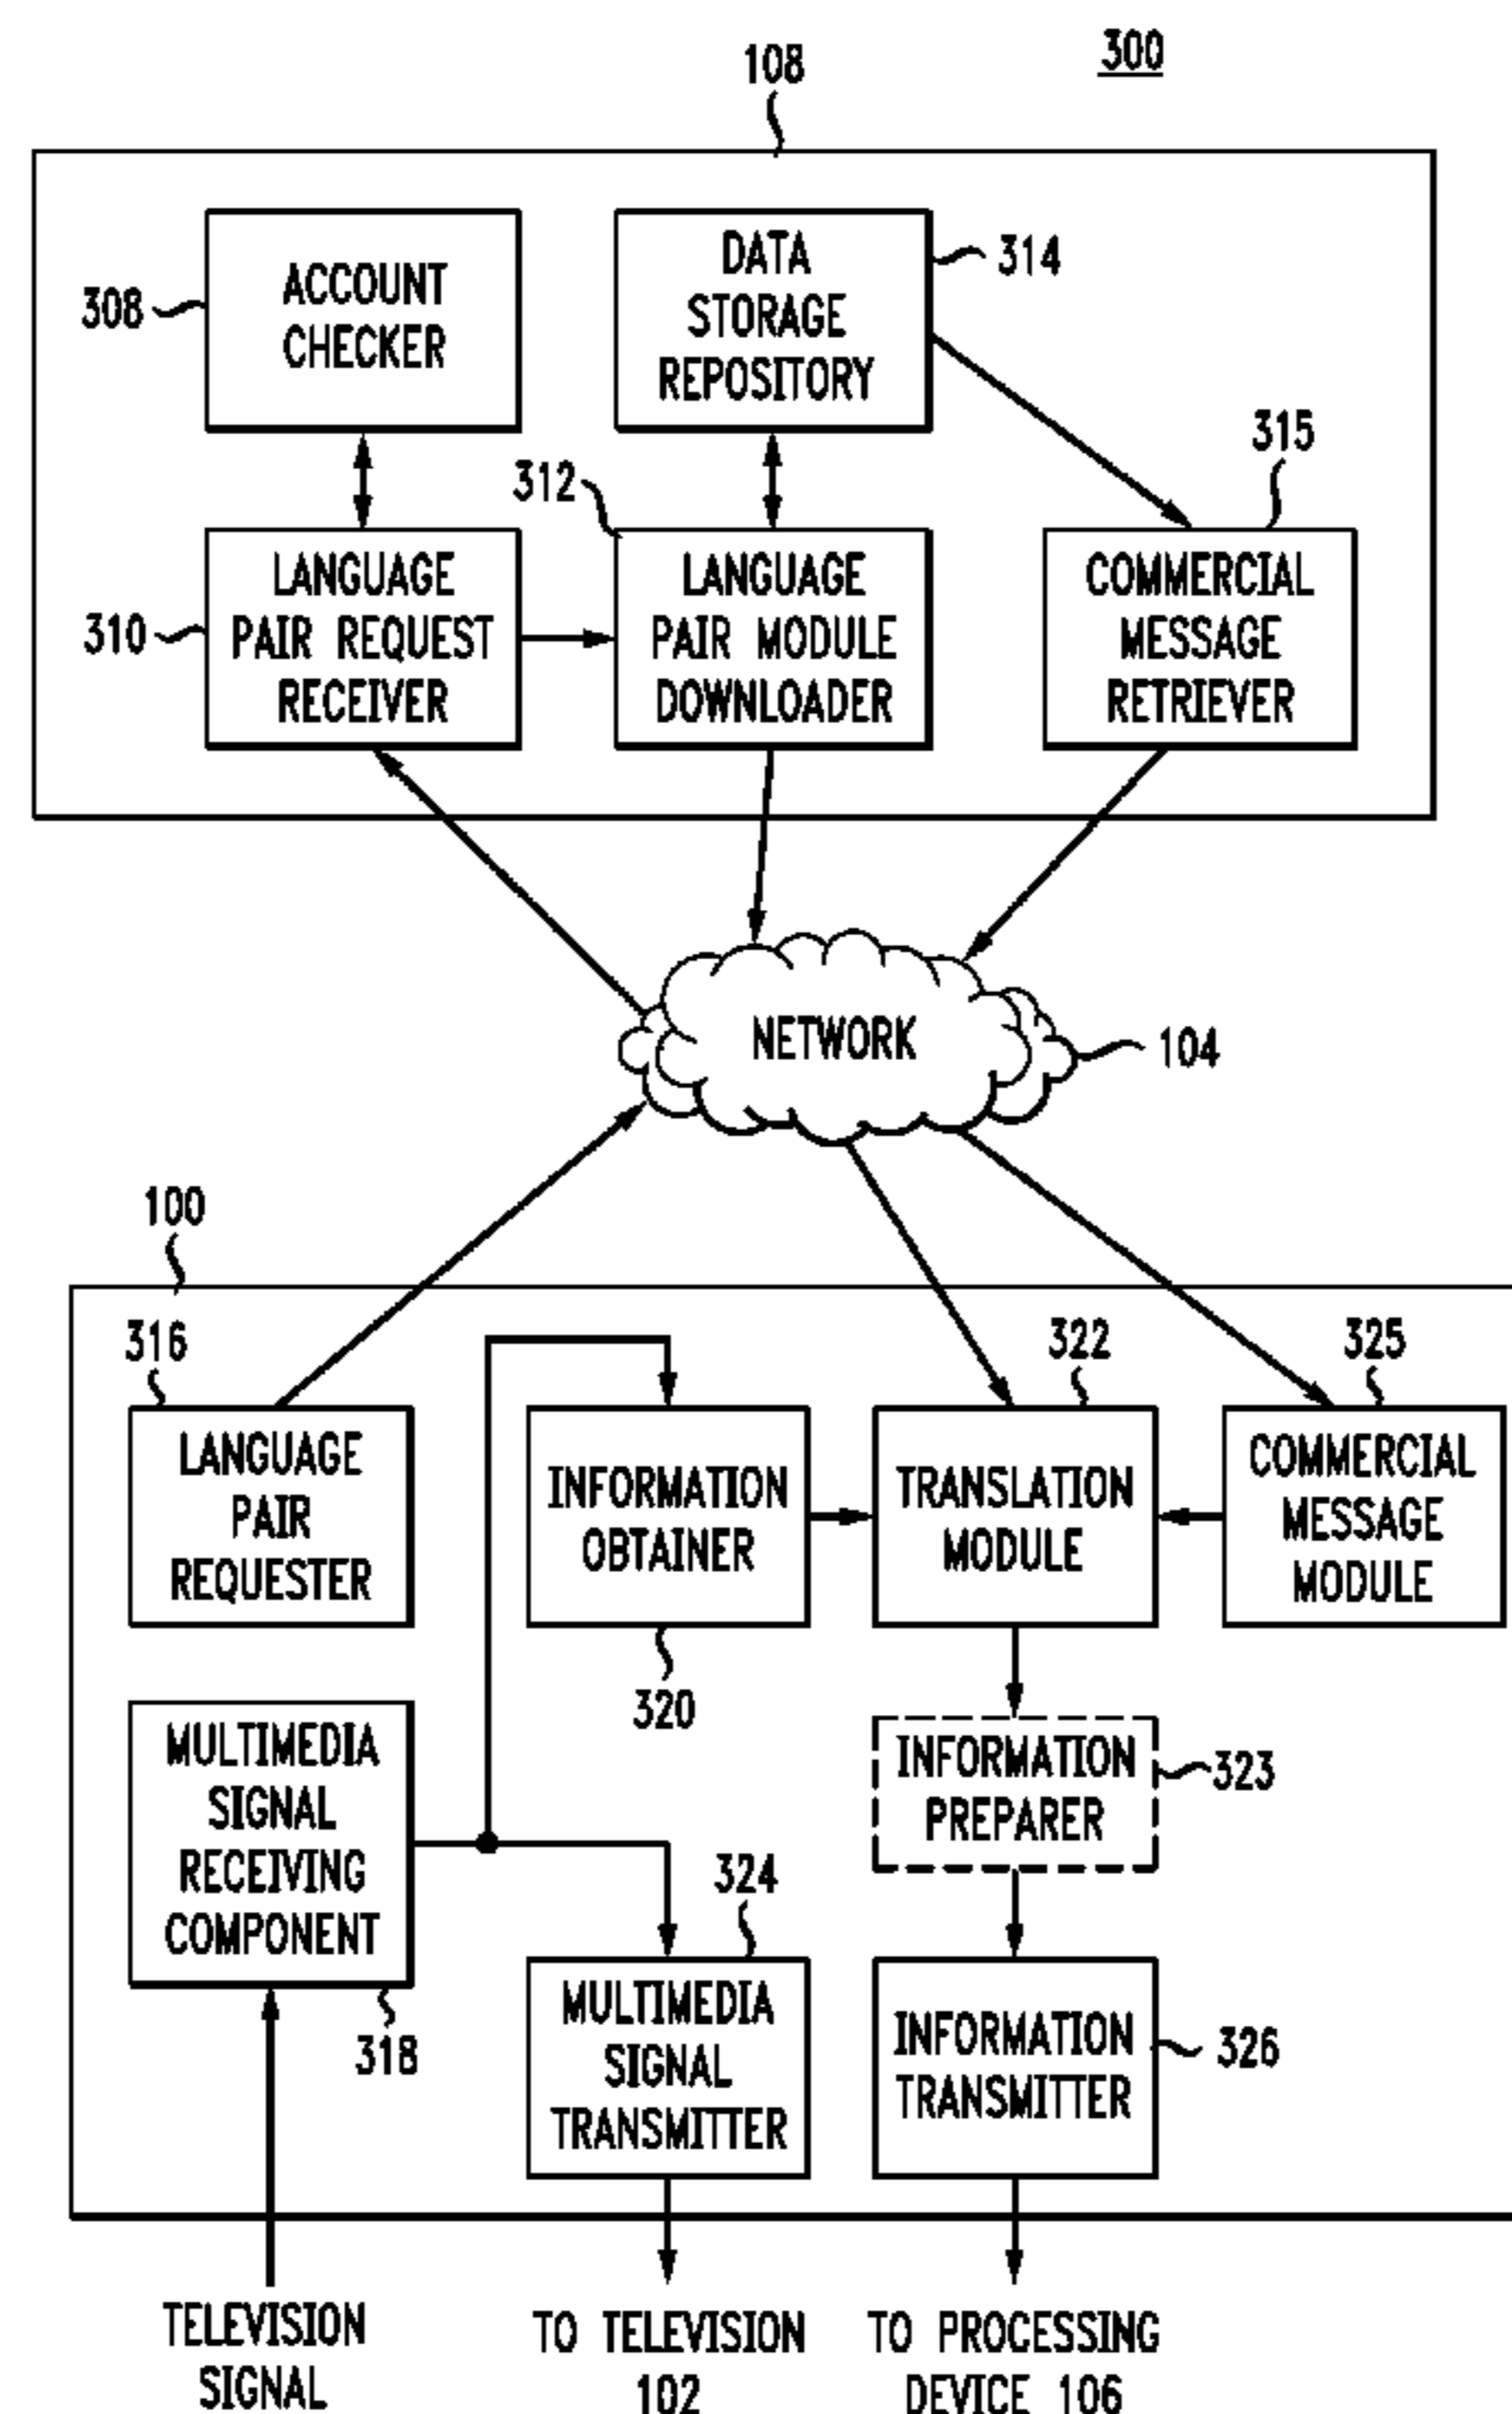 300
108
ACCOUNT
CHECKER
308
DATA
STORAGE
REPOSITORY
314
315
312
LANGUAGE
PAIR REQUEST
RECEIVER
310
LANGUAGE
PAIR MODULE
DOWNLOADER
COMMERCIAL
MESSAGE
RETRIEVER
NETWORK
104
100
316
322
325
LANGUAGE
PAIR
REQUESTER
INFORMATION
OBTAINER
320
TRANSLATION
MODULE
COMMERCIAL
MESSAGE
MODULE
MULTIMEDIA
SIGNAL
RECEIVING
COMPONENT
318
INFORMATION
PREPARER
323
324
MULTIMEDIA
SIGNAL
TRANSMITTER
INFORMATION
TRANSMITTER
326
TELEVISION
SIGNAL
TO TELEVISION
102
TO PROCESSING
DEVICE 106